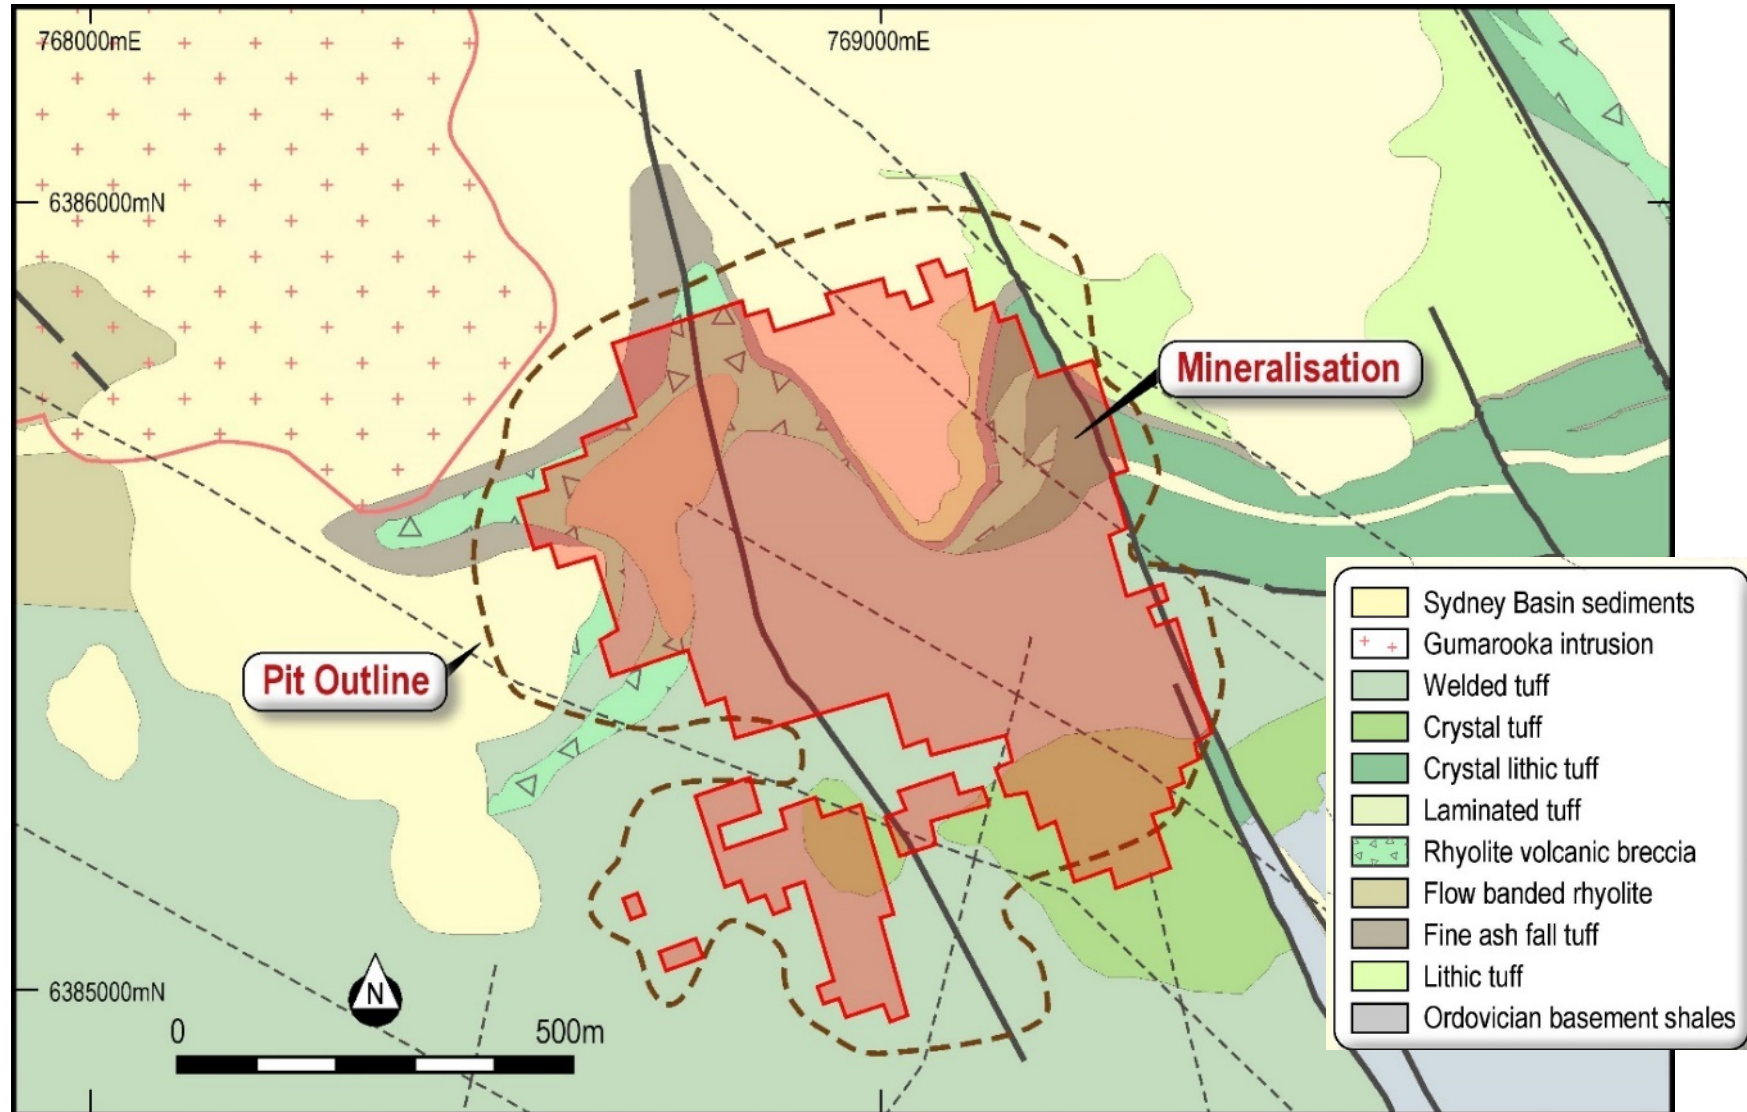 768000mE
769000mE
6386000mN
Mineralisation
Pit Outline
6385000mN
N
0
500m
Sydney Basin sediments
Gumarooka intrusion
Welded tuff
Crystal tuff
Crystal lithic tuff
Laminated tuff
Rhyolite volcanic breccia
Flow banded rhyolite
Fine ash fall tuff
Lithic tuff
Ordovician basement shales